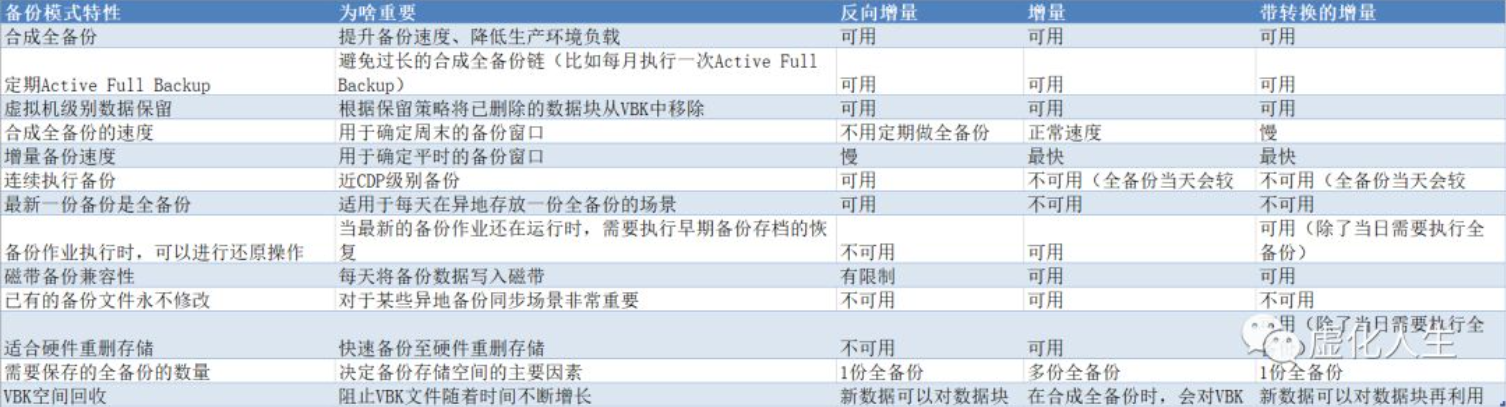 备份模式特性 为啥重要 反向增量 增量 带转换的增量
合成全备份 提升备份速度、降低生产环境负载 可用 可用 可用
避免过长的合成全备份链（比如每月执行一次Active Full
定期Active Full Backup Backup） 可用 可用 可用
虚拟机级别数据保留 根据保留策略将已删除的数据块从VBK中移除 可用 可用 可用
合成全备份的速度 用于确定周末的备份窗口 不用定期做全备份 正常速度 慢
增量备份速度 用于确定平时的备份窗口 慢 最快 最快
连续执行备份 近CDP级别备份 可用 不可用（全备份当天会较 不可用（全备份当天会较
最新一份备份是全备份 适用于每天在异地存放一份全备份的场景 可用 不可用 不可用
当最新的备份作业还在运行时，需要执行早期备份存档的恢 可用（除了当日需要执行全
备份作业执行时，可以进行还原操作 复 不可用 可用 备份）
磁带备份兼容性 每天将备份数据写入磁带 有限制 可用 可用
已有的备份文件永不修改 对于某些异地备份同步场景非常重要 不可用 可用 不可用
用（除了当日需要执行全
适合硬件重删存储 快速备份至硬件重删存储 不可用 可用
虚化人生
需要保存的全备份的数量 决定备份存储空间的主要因素 1份全备份 多份全备份 1份全备份
VBK空间回收 阻止VBK文件随着时间不断增长 新数据可以对数据块 在合成全备份时，会对VBK 新数据可以对数据块再利用